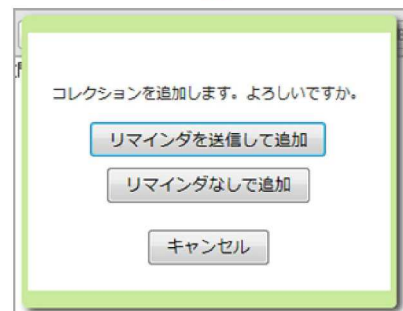 コレクションを追加します。よろしいですか。
リマインダを送信して追加
リマインダなしで追加
キャンセル